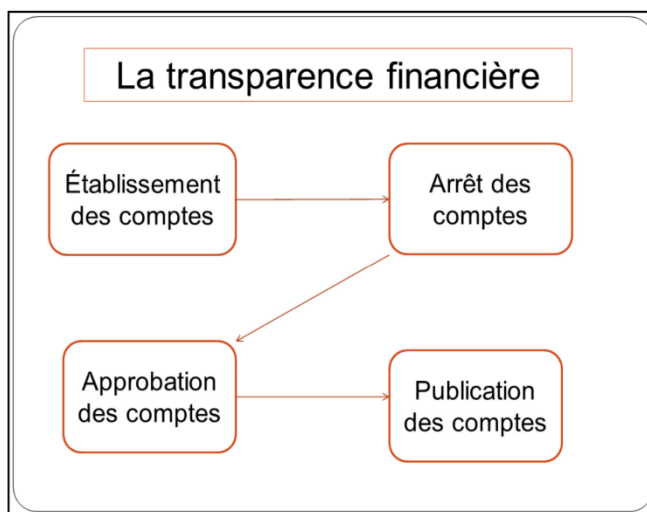 La transparence financière
Établissement
des comptes
Arrêt des
comptes
Approbation
des comptes
Publication
des comptes